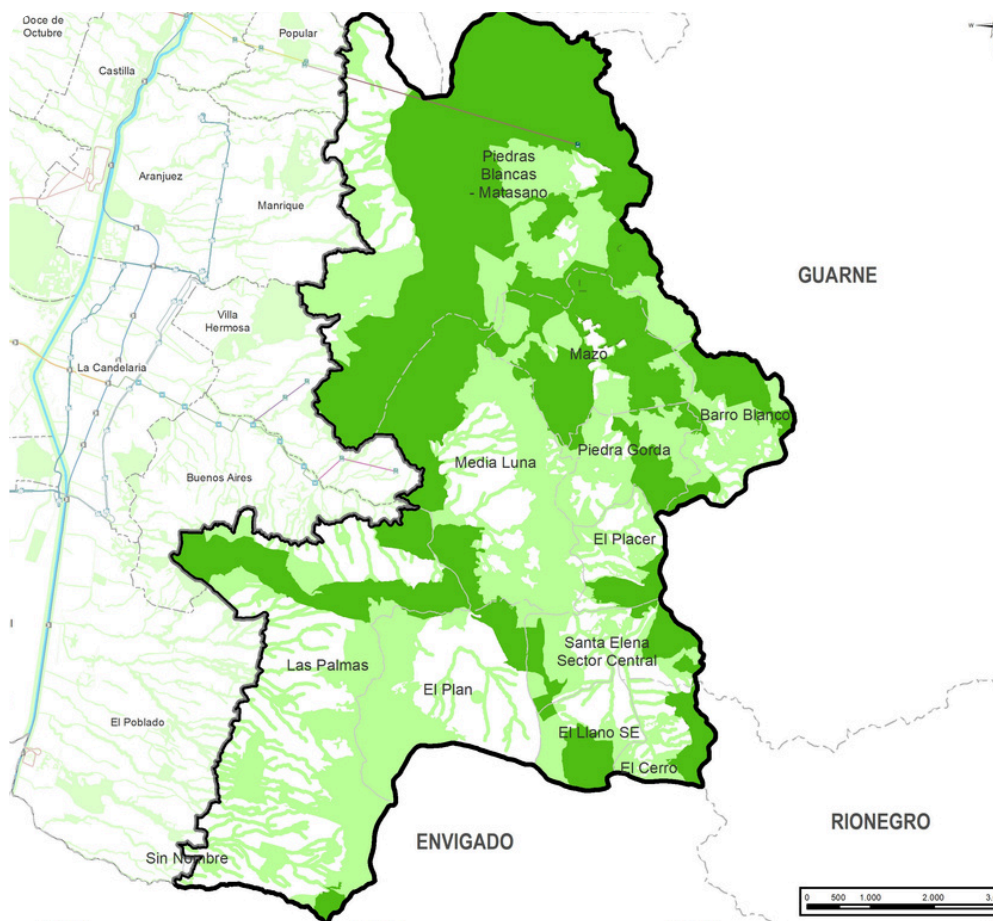 Doce de
Octubre
Popular
Castilla
Aranjuez
Manrique
Piedras
Blancas
- Matasano
GUARNE
Villa
Hermosa
La Candelaria
Mazo
Barro Blanco
Piedra Gorda
Media Luna
Buenos Aires
El Placer
Santa Elena
Sector Central
Las Palmas
El Plan
El Poblado
El Llano SE
El Cerro
RIONEGRO
ENVIGADO
Sin Nombre
0 500 1.000 2.000 3.
W